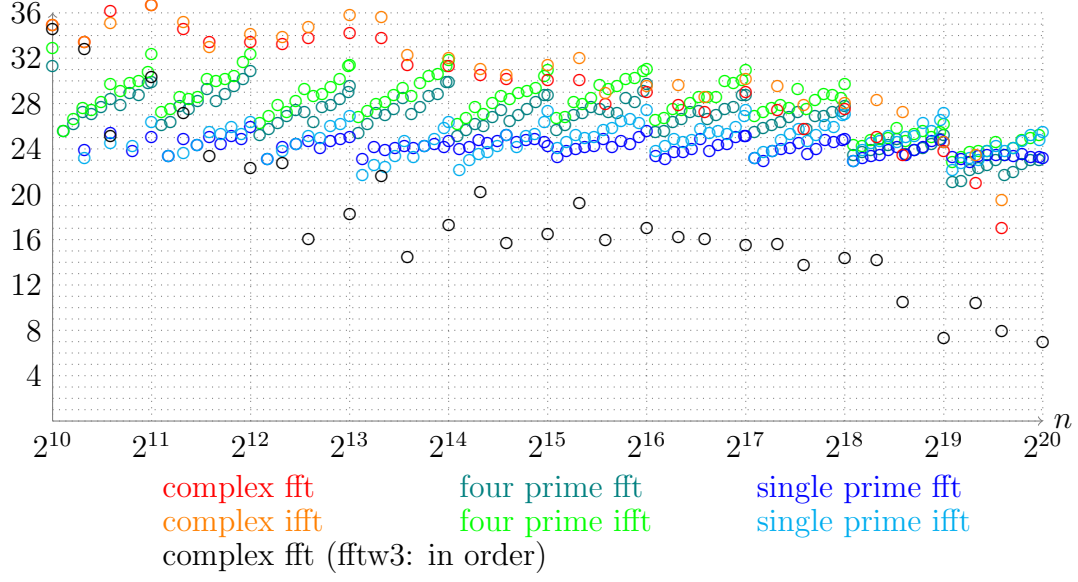 36
32
28
24
20
16
12
8
4
2^10 2^11 2^12 2^13 2^14 2^15 2^16 2^17 2^18 2^19 2^20 n
complex fft four prime fft single prime fft
complex ifft four prime ifft single prime ifft
complex fft (fftw3: in order)